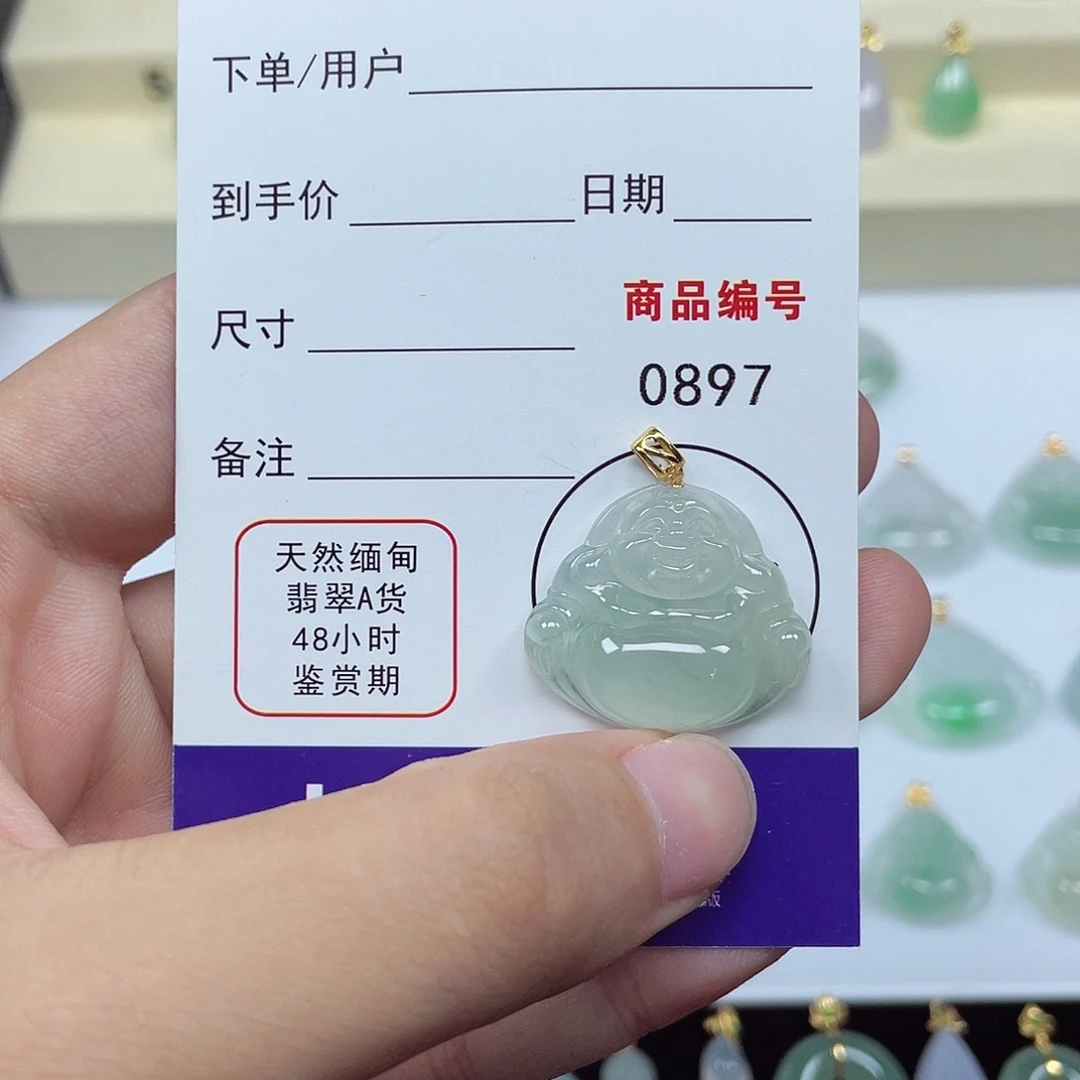 下单/用户
到手价 日期
尺寸
商品编号
0897
备注
天然缅甸
翡翠A货
48小时
鉴赏期